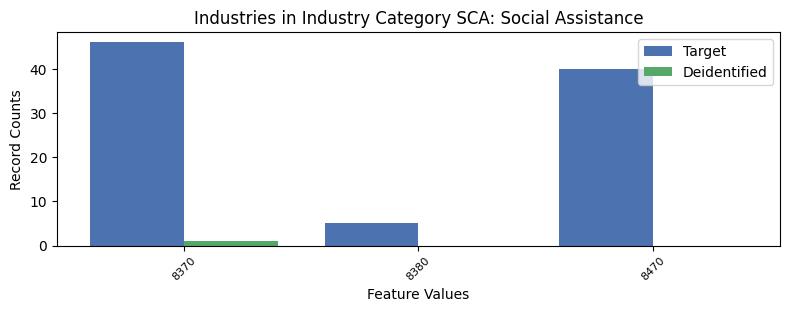 Industries in Industry Category SCA: Social Assistance
Target
Deidentified
Record Counts
40
30
20
10
0
8370
8380
8470
Feature Values